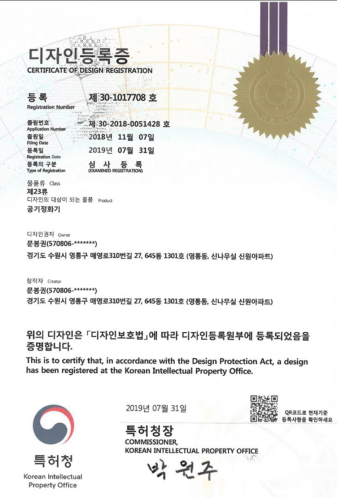 디자인등록증
CERTIFICATE OF DESIGN REGISTRATION
등록 제 30-1017708 호
Registration Number
출원번호 제 30-2018-0051428 호
Application Number
출원일 2018년 11월 07일
Filing Date
등록일 2019년 07월 31일
Registration Date
등록의 구분 심사등록
Type of Registration (EXAMINED REGISTRATION)
물품류 Class
제23류
디자인의 대상이 되는 물품 Product
공기정화기
디자인권자 Owner
문봉권(570806-*******)
경기도 수원시 영통구 매영로310번길 27, 645동 1301호 (영통동, 신나무실 신원아파트)
창작자 Creator
문봉권(570806-*******)
경기도 수원시 영통구 매영로310번길 27, 645동 1301호 (영통동, 신나무실 신원아파트)
위의 디자인은 「디자인보호법」에 따라 디자인등록원부에 등록되었음을
증명합니다.
This is to certify that, in accordance with the Design Protection Act, a design
has been registered at the Korean Intellectual Property Office.
2019년 07월 31일
QR코드로 현재기준
등록사항을 확인하세요
특허청장
COMMISSIONER,
KOREAN INTELLECTUAL PROPERTY OFFICE
박원주
특허청
Korean Intellectual
Property Office